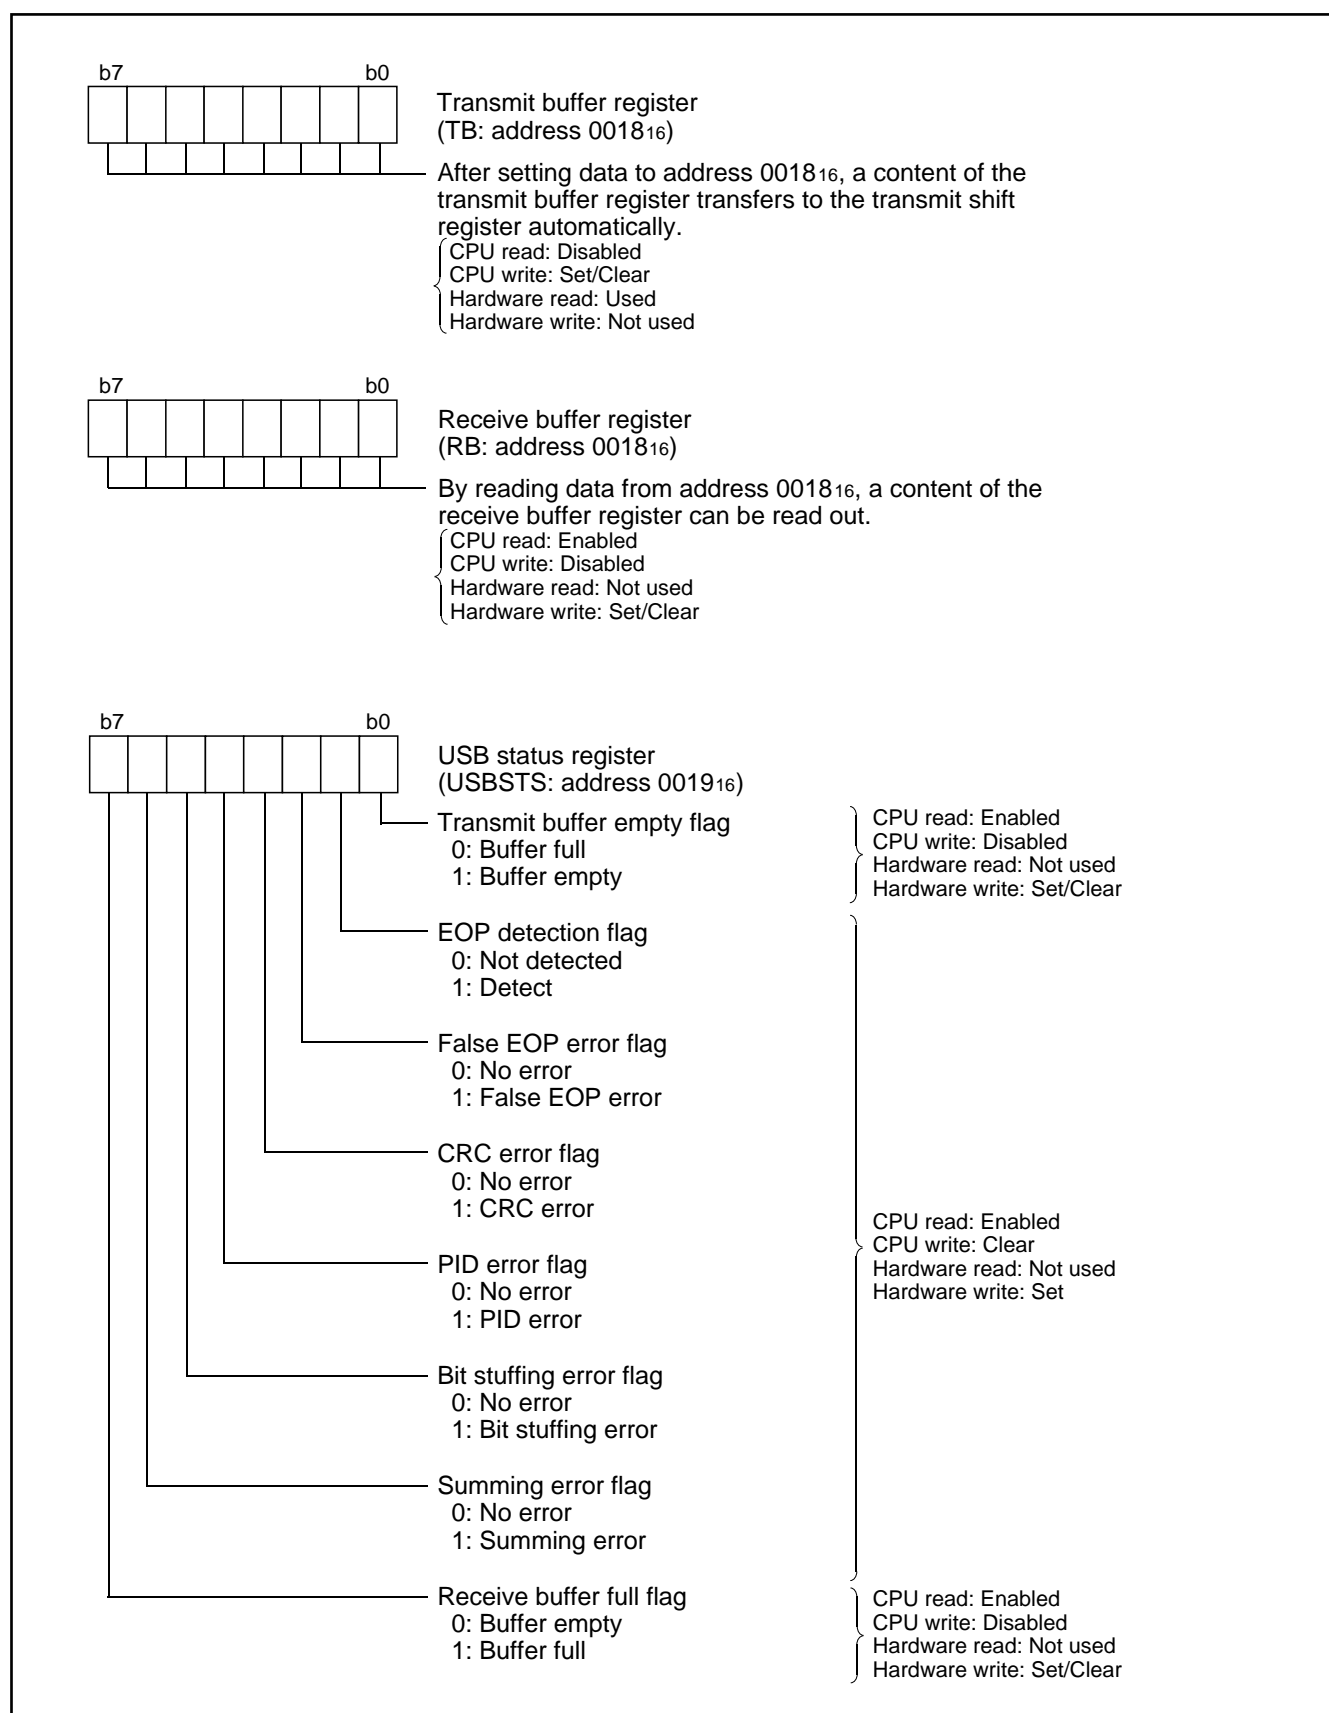 b7 b0
Transmit buffer register
(TB: address 001816)
After setting data to address 001816, a content of the
transmit buffer register transfers to the transmit shift
register automatically.
CPU read: Disabled
CPU write: Set/Clear
Hardware read: Used
Hardware write: Not used
b7 b0
Receive buffer register
(RB: address 001816)
By reading data from address 001816, a content of the
receive buffer register can be read out.
CPU read: Enabled
CPU write: Disabled
Hardware read: Not used
Hardware write: Set/Clear
b7 b0
USB status register
(USBSTS: address 001916)
Transmit buffer empty flag
0: Buffer full
1: Buffer empty
CPU read: Enabled
CPU write: Disabled
Hardware read: Not used
Hardware write: Set/Clear
EOP detection flag
0: Not detected
1: Detect
False EOP error flag
0: No error
1: False EOP error
CRC error flag
0: No error
1: CRC error
PID error flag
0: No error
1: PID error
CPU read: Enabled
CPU write: Clear
Hardware read: Not used
Hardware write: Set
Bit stuffing error flag
0: No error
1: Bit stuffing error
Summing error flag
0: No error
1: Summing error
Receive buffer full flag
0: Buffer empty
1: Buffer full
CPU read: Enabled
CPU write: Disabled
Hardware read: Not used
Hardware write: Set/Clear